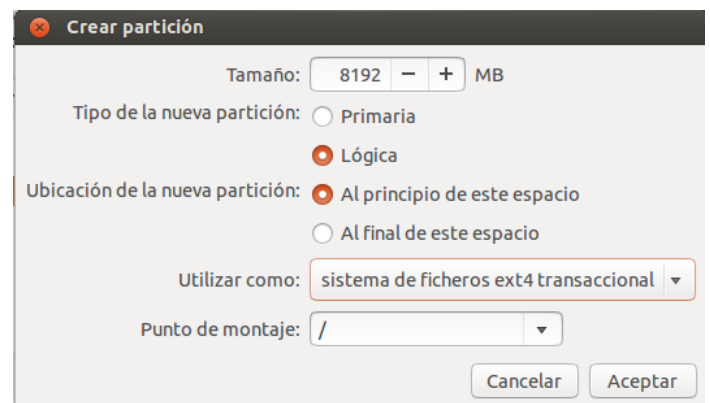 Crear partición
Tamaño: 8192 − + MB
Tipo de la nueva partición: Primaria
Lógica
Ubicación de la nueva partición: Al principio de este espacio
Al final de este espacio
Utilizar como: sistema de ficheros ext4 transaccional
Punto de montaje: /
Cancelar Aceptar